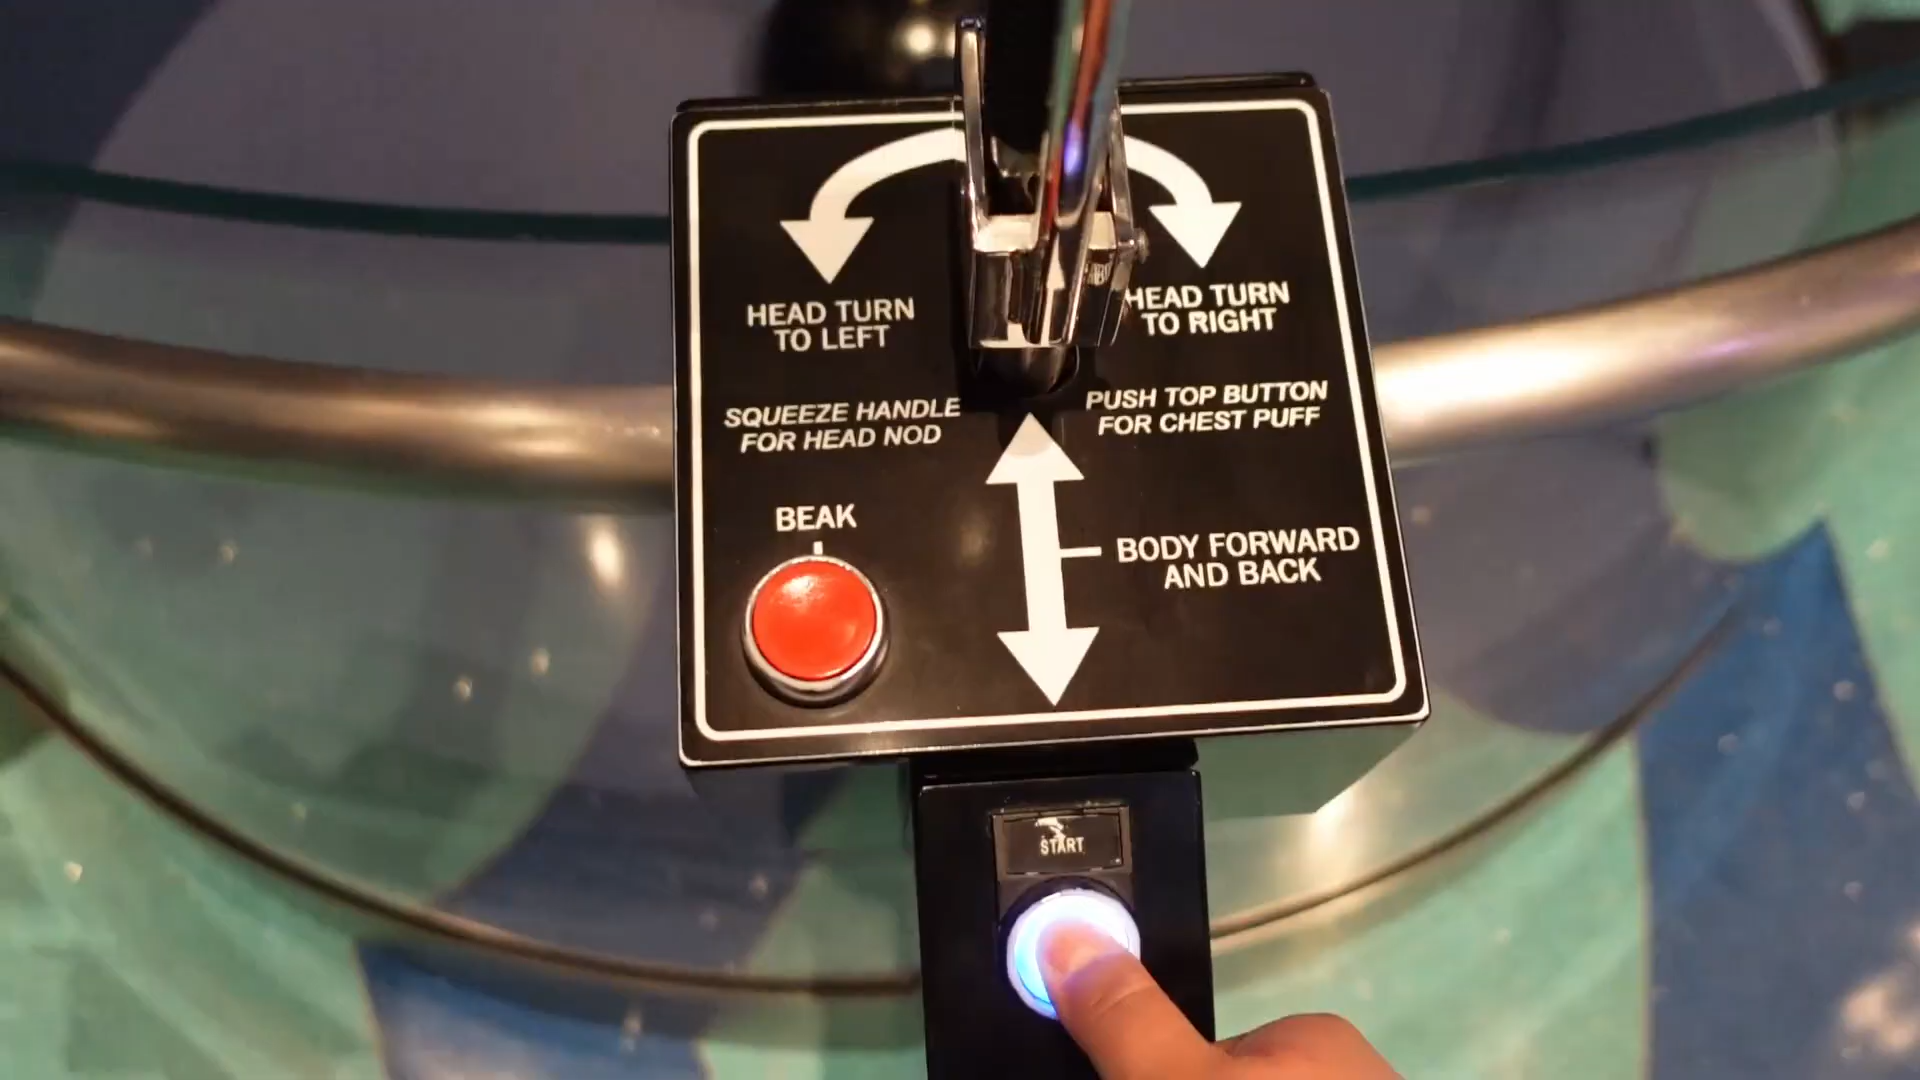 HEAD TURN
TO LEFT
HEAD TURN
TO RIGHT
SQUEEZE HANDLE
FOR HEAD NOD
PUSH TOP BUTTON
FOR CHEST PUFF
BEAK
BODY FORWARD
AND BACK
START